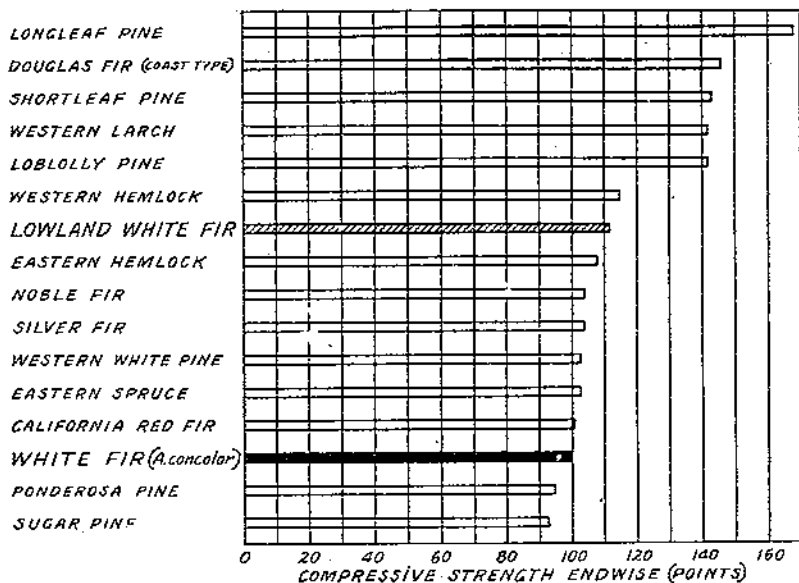 LONGLEAF PINE
DOUGLAS FIR (COAST TYPE)
SHORTLEAF PINE
WESTERN LARCH
LOBLOLLY PINE
WESTERN HEMLOCK
LOWLAND WHITE FIR
EASTERN HEMLOCK
NOBLE FIR
SILVER FIR
WESTERN WHITE PINE
EASTERN SPRUCE
CALIFORNIA RED FIR
WHITE FIR (A.concolor)
PONDEROSA PINE
SUGAR PINE
0 20 40 60 80 100 120 140 160
COMPRESSIVE STRENGTH ENDWISE (POINTS)